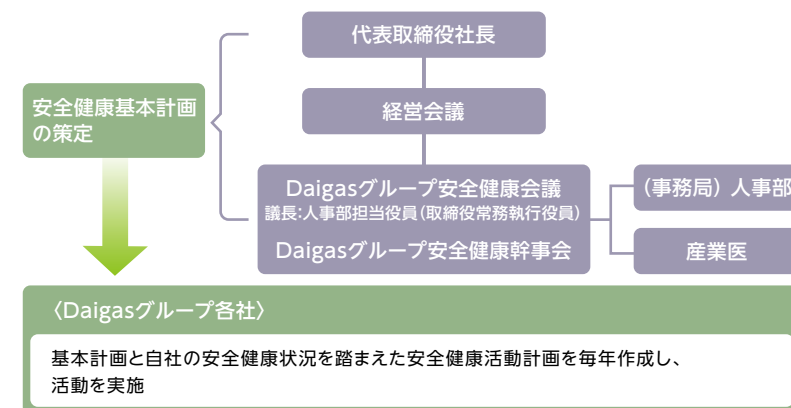 代表取締役社長
安全健康基本計画
の策定
経営会議
Daigasグループ安全健康会議
議長:人事部担当役員(取締役常務執行役員)
Daigasグループ安全健康幹事会
(事務局)人事部
産業医
〈Daigasグループ各社〉
基本計画と自社の安全健康状況を踏まえた安全健康活動計画を毎年作成し、
活動を実施